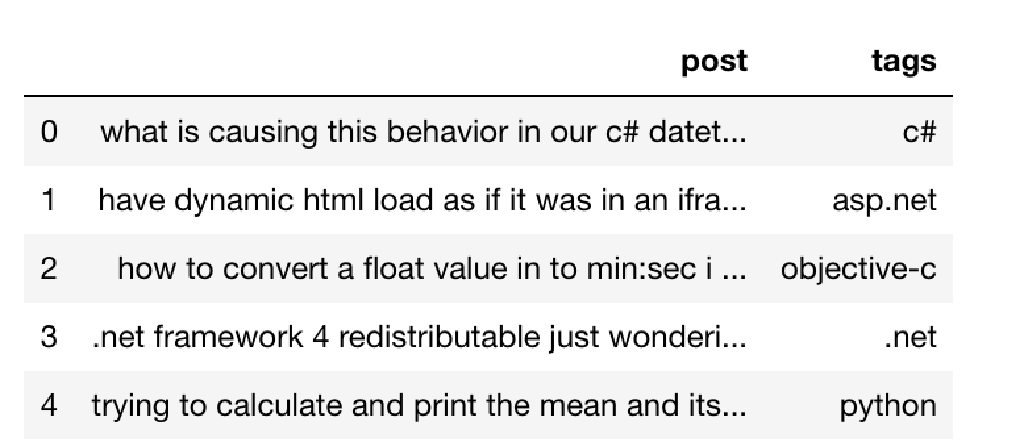 post tags
0 what is causing this behavior in our c# datet... c#
1 have dynamic html load as if it was in an ifra... asp.net
2 how to convert a float value in to min:sec i ... objective-c
3 .net framework 4 redistributable just wonderi... .net
4 trying to calculate and print the mean and its... python